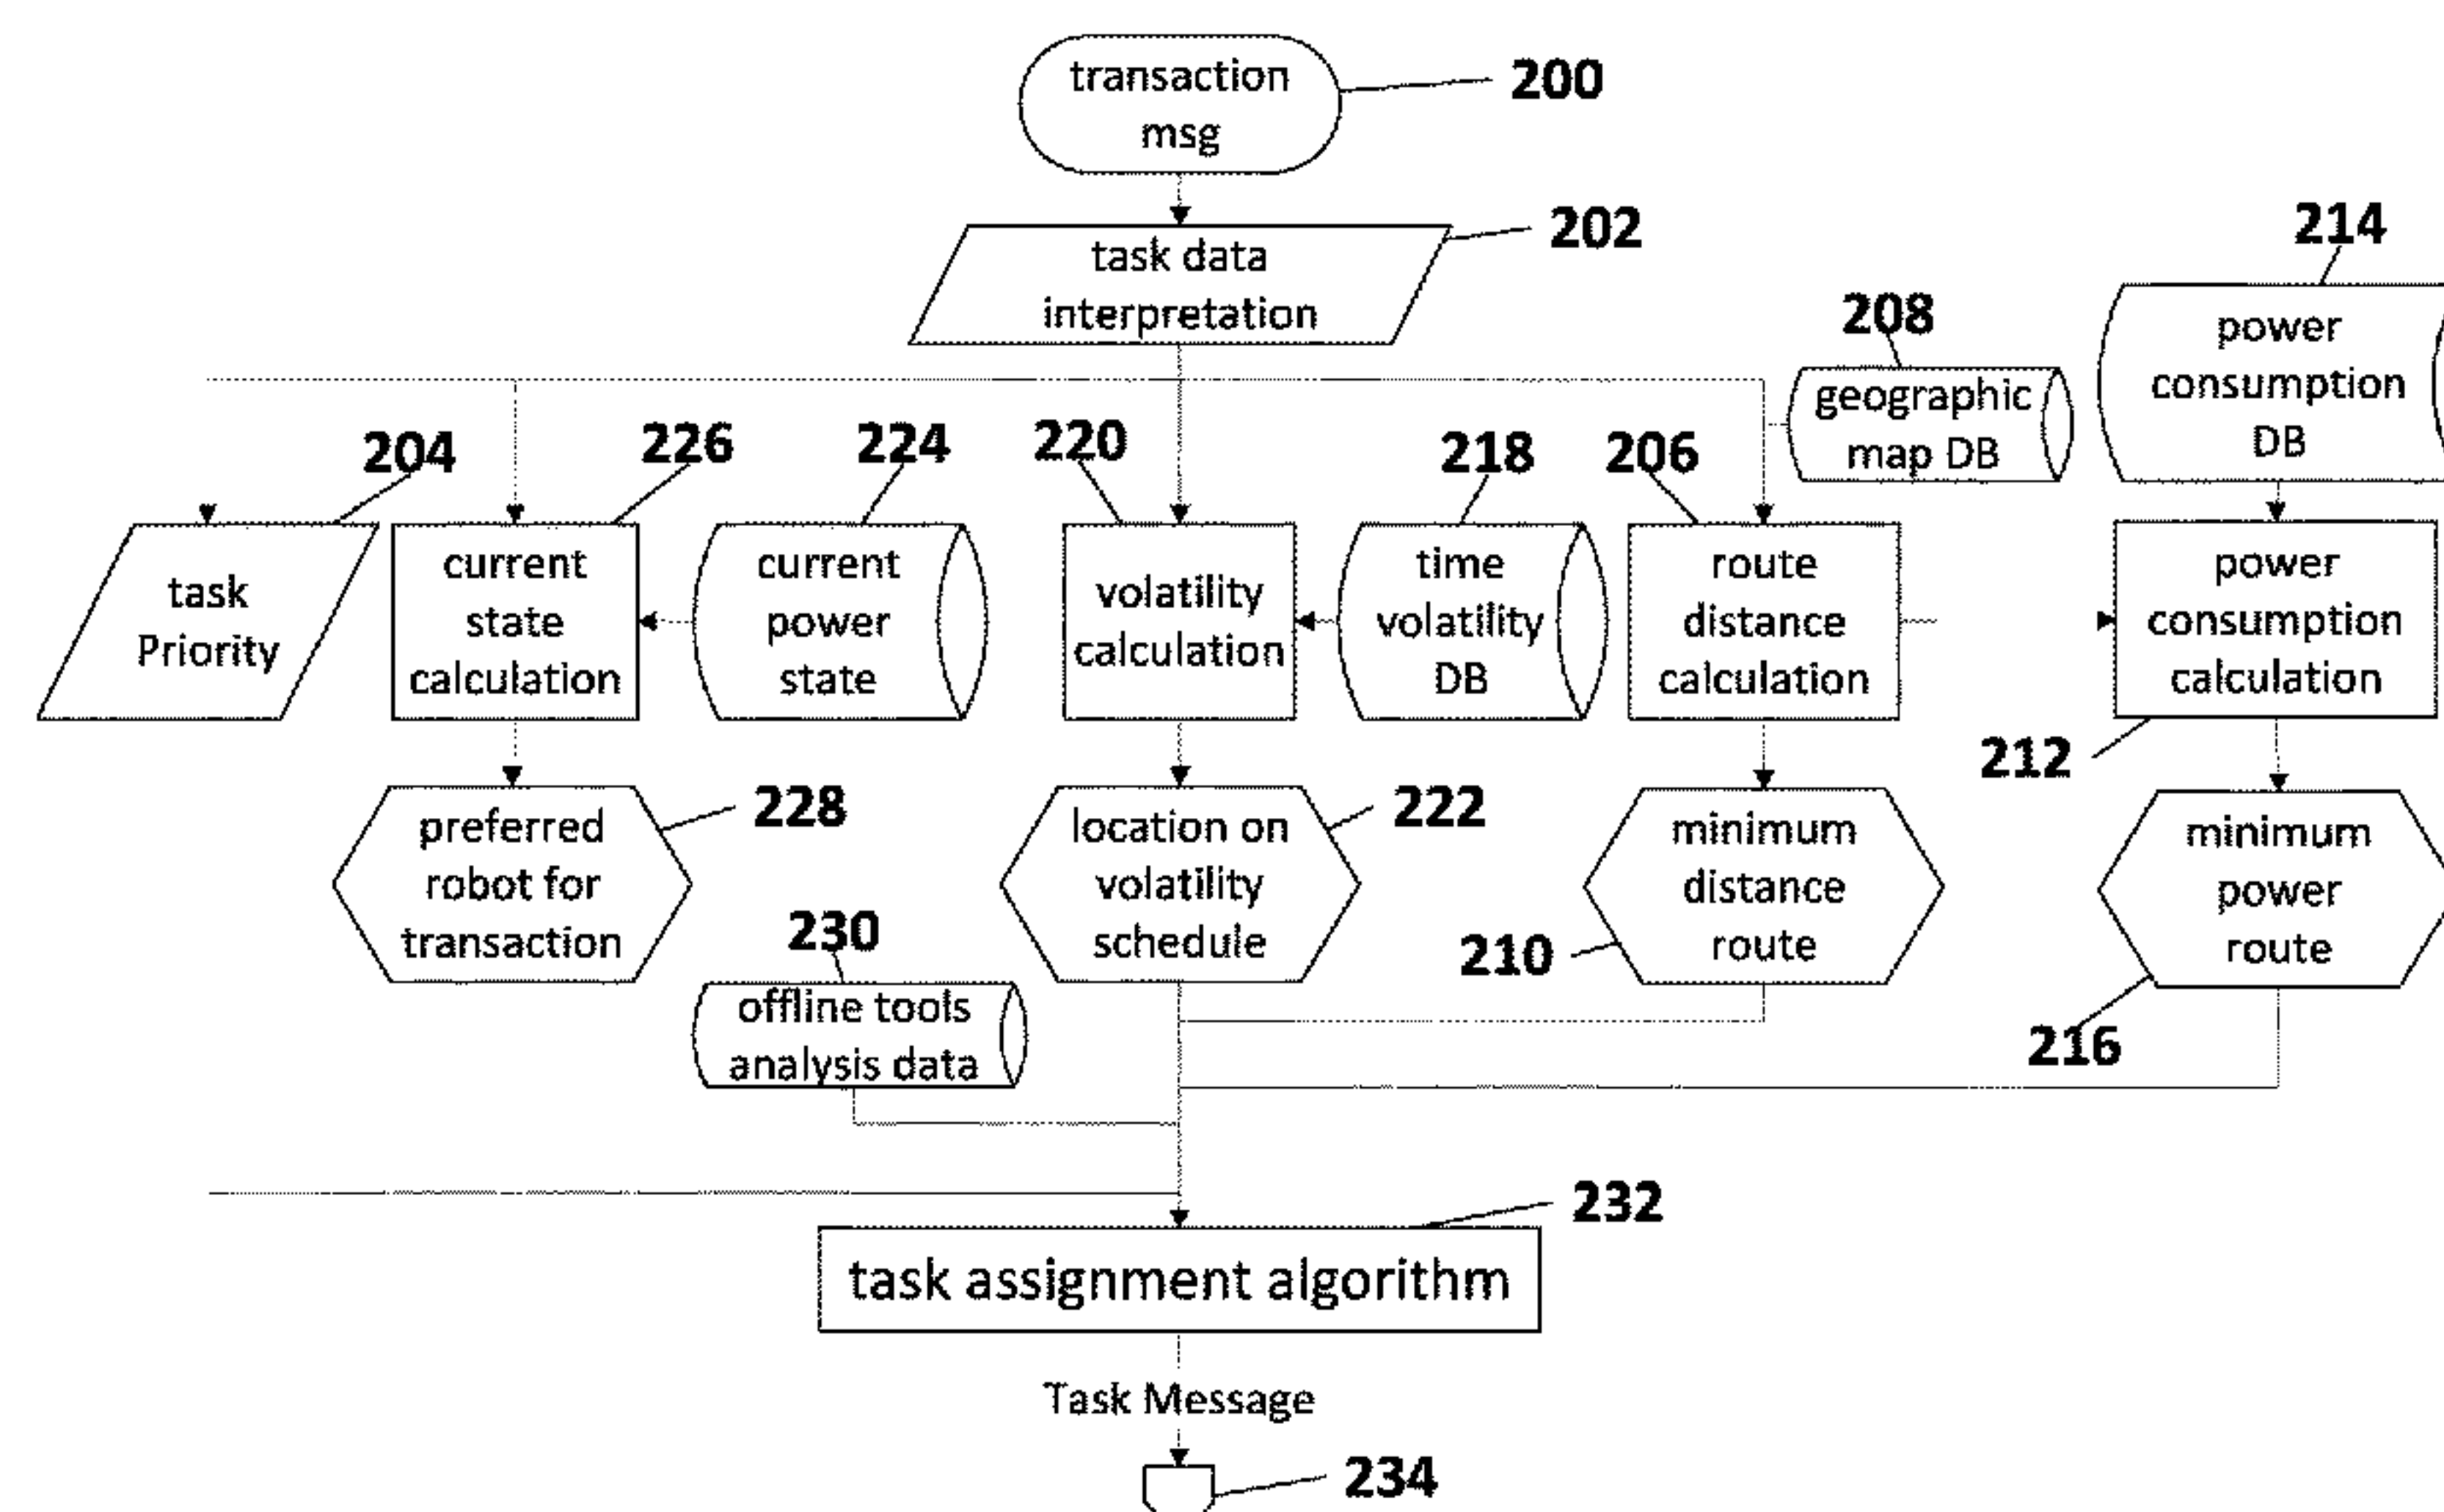 transaction
msg
200
task data
interpretation
202
214
power
consumption
DB
208
geographic
map DB
204
226
224
220
218
206
task
Priority
current
state
calculation
current
power
state
volatility
calculation
time
volatility
DB
route
distance
calculation
power
consumption
calculation
212
preferred
robot for
transaction
228
location on
volatility
schedule
222
minimum
distance
route
210
minimum
power
route
216
230
offline tools
analysis data
232
task assignment algorithm
Task Message
234